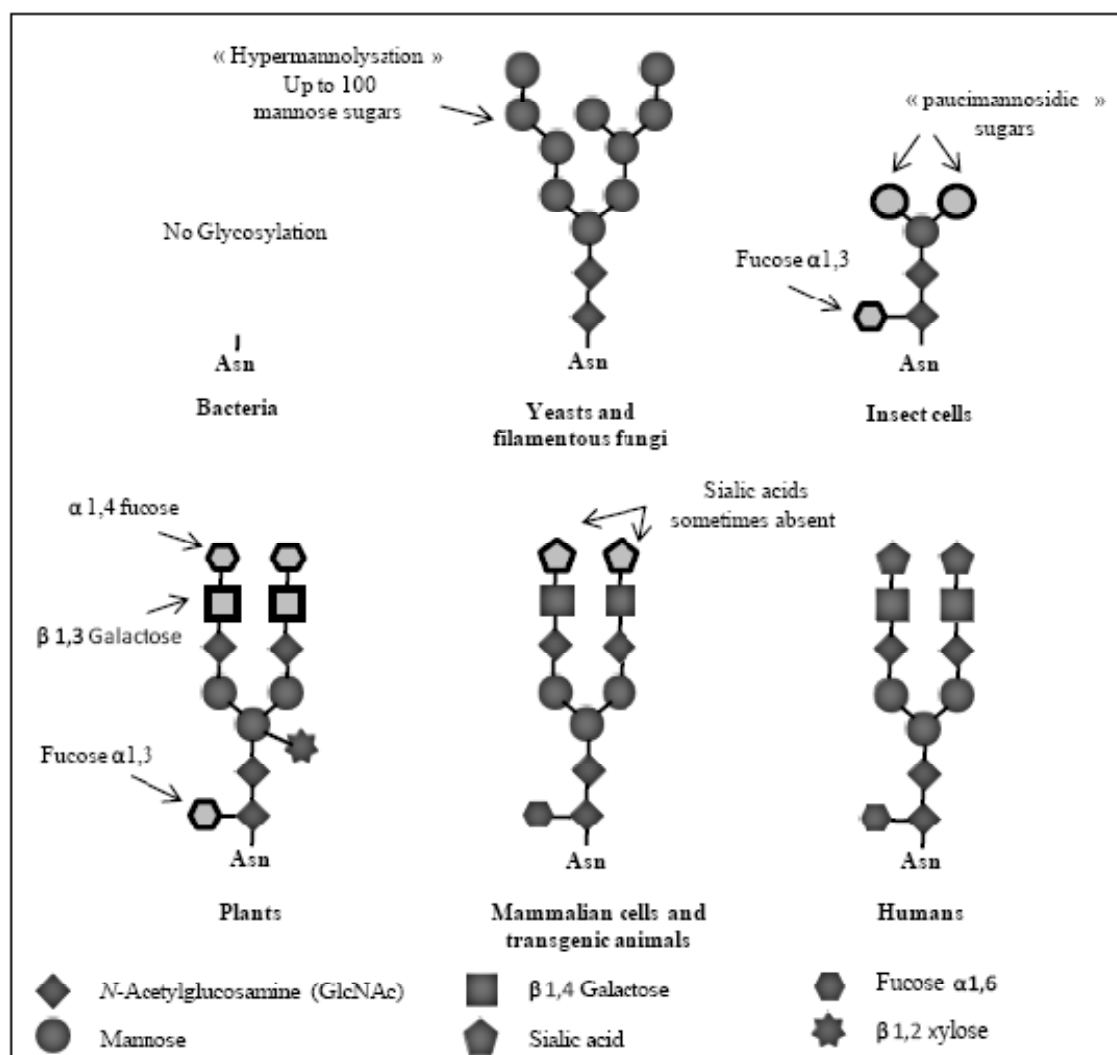 « Hypermannolysation »
Up to 100
mannose sugars
« paucimannosidic »
sugars
No Glycosylation
Fucose α1,3
Asn
Bacteria
Asn
Yeasts and
filamentous fungi
Asn
Insect cells
α 1,4 fucose
Sialic acids
sometimes absent
β 1,3 Galactose
Fucose α1,3
Asn
Plants
Asn
Mammalian cells and
transgenic animals
Asn
Humans
N-Acetylglucosamine (GlcNAc)
β 1,4 Galactose
Fucose α1,6
Mannose
Sialic acid
β 1,2 xylose